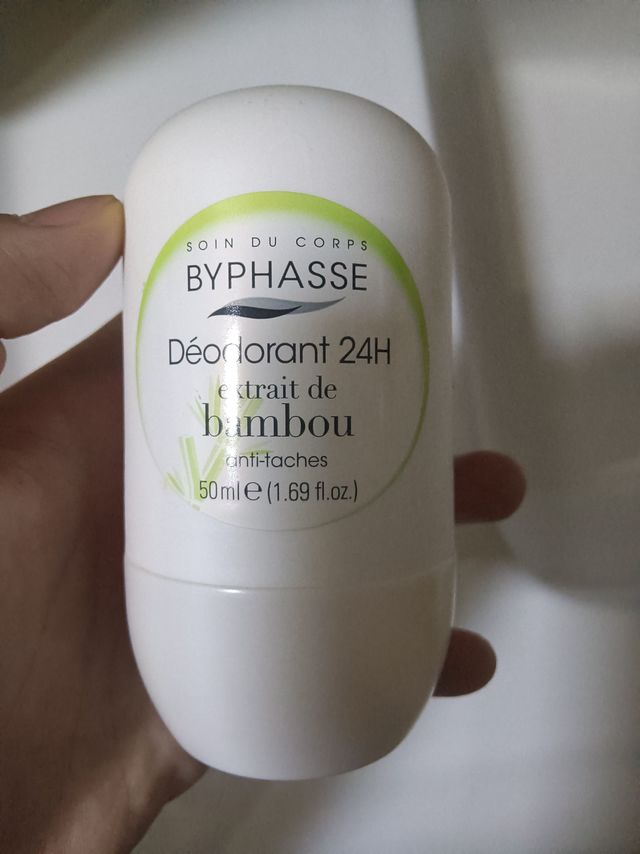 SOIN DU CORPS
BYPHASSE
Déodorant 24H
extrait de
bambou
anti-taches
50ml e (1.69 fl.oz.)